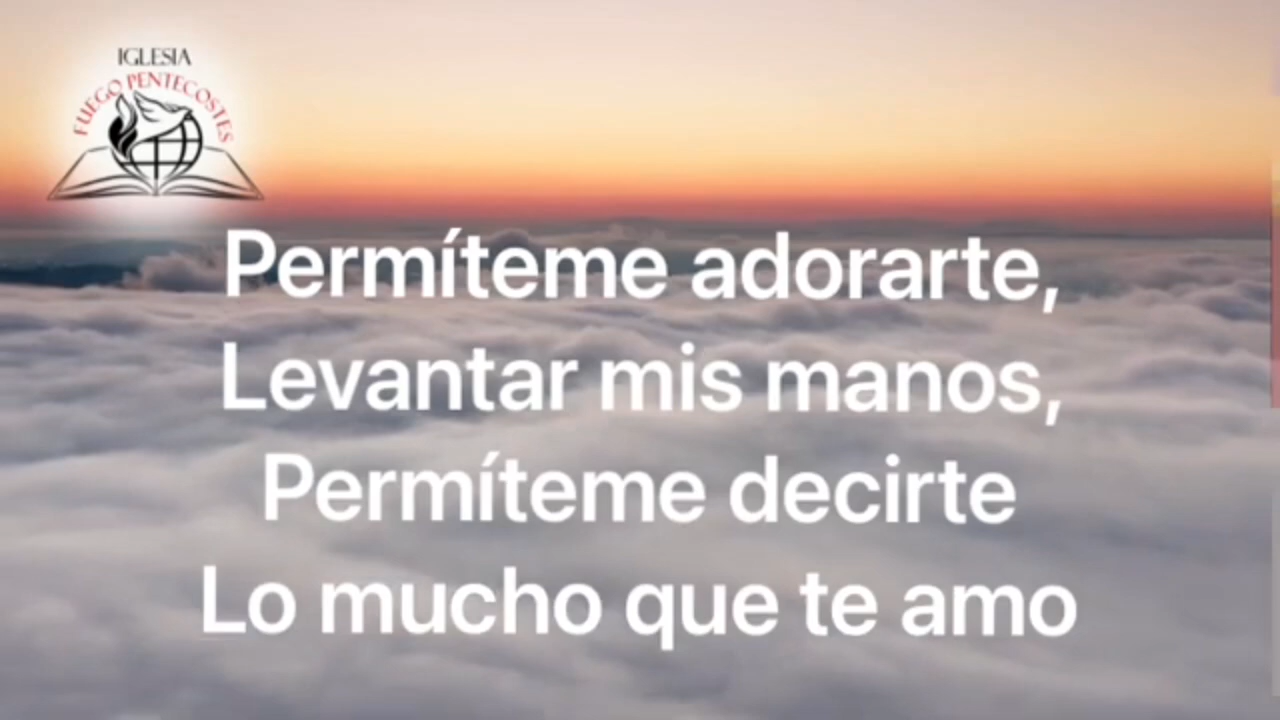 IGLESIA
FUEGO PENTECOSTES
Permíteme adorarte,
Levantar mis manos,
Permíteme decirte
Lo mucho que te amo